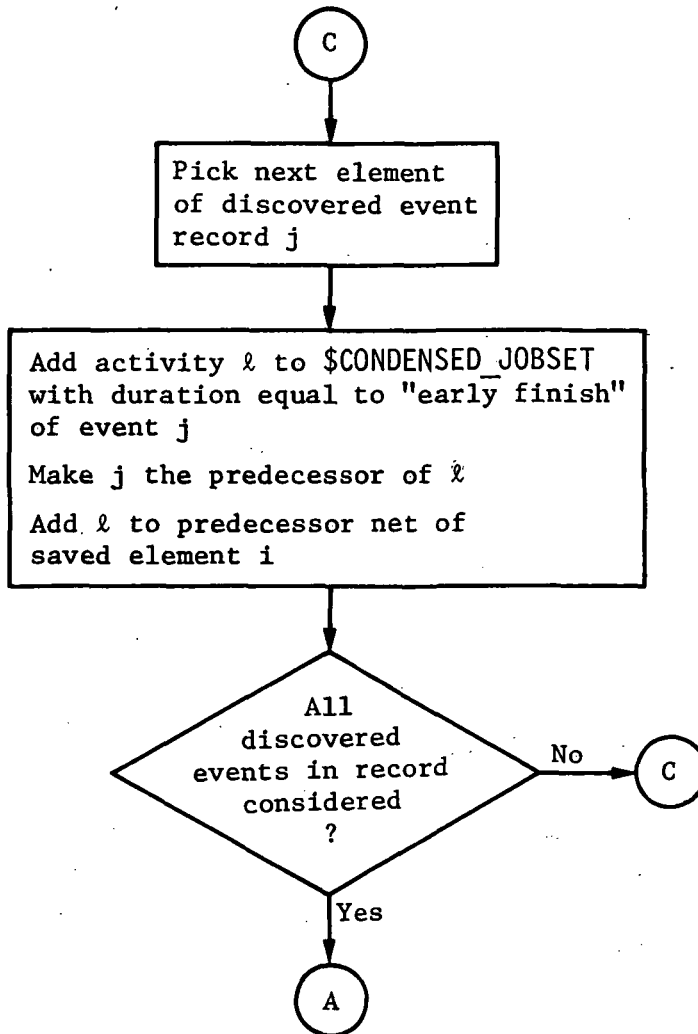 C
Pick next element
of discovered event
record j
Add activity ℓ to $CONDENSED_JOBSET
with duration equal to "early finish"
of event j
Make j the predecessor of ℓ
Add ℓ to predecessor net of
saved element i
All
discovered
events in record
considered
?
No
C
Yes
A